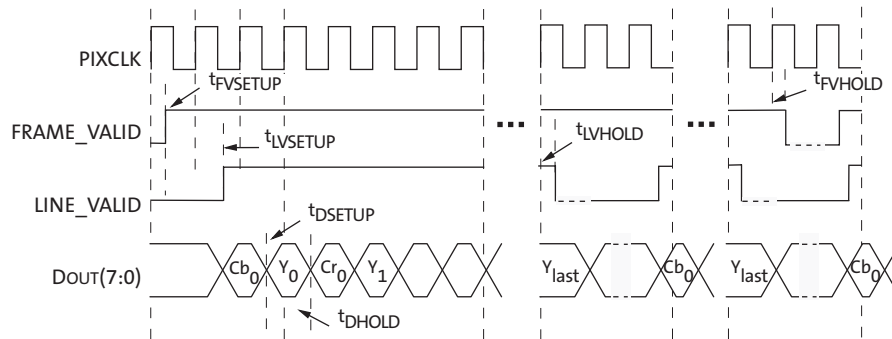 PIXCLK
tFVSETUP
tFVHOLD
FRAME_VALID
... ...
tLVSETUP
tLVHOLD
LINE_VALID
tDSETUP
DOUT(7:0)
Cb0 Y0 Cr0 Y1 Ylast Cb0 Ylast Cb0
tDHOLD